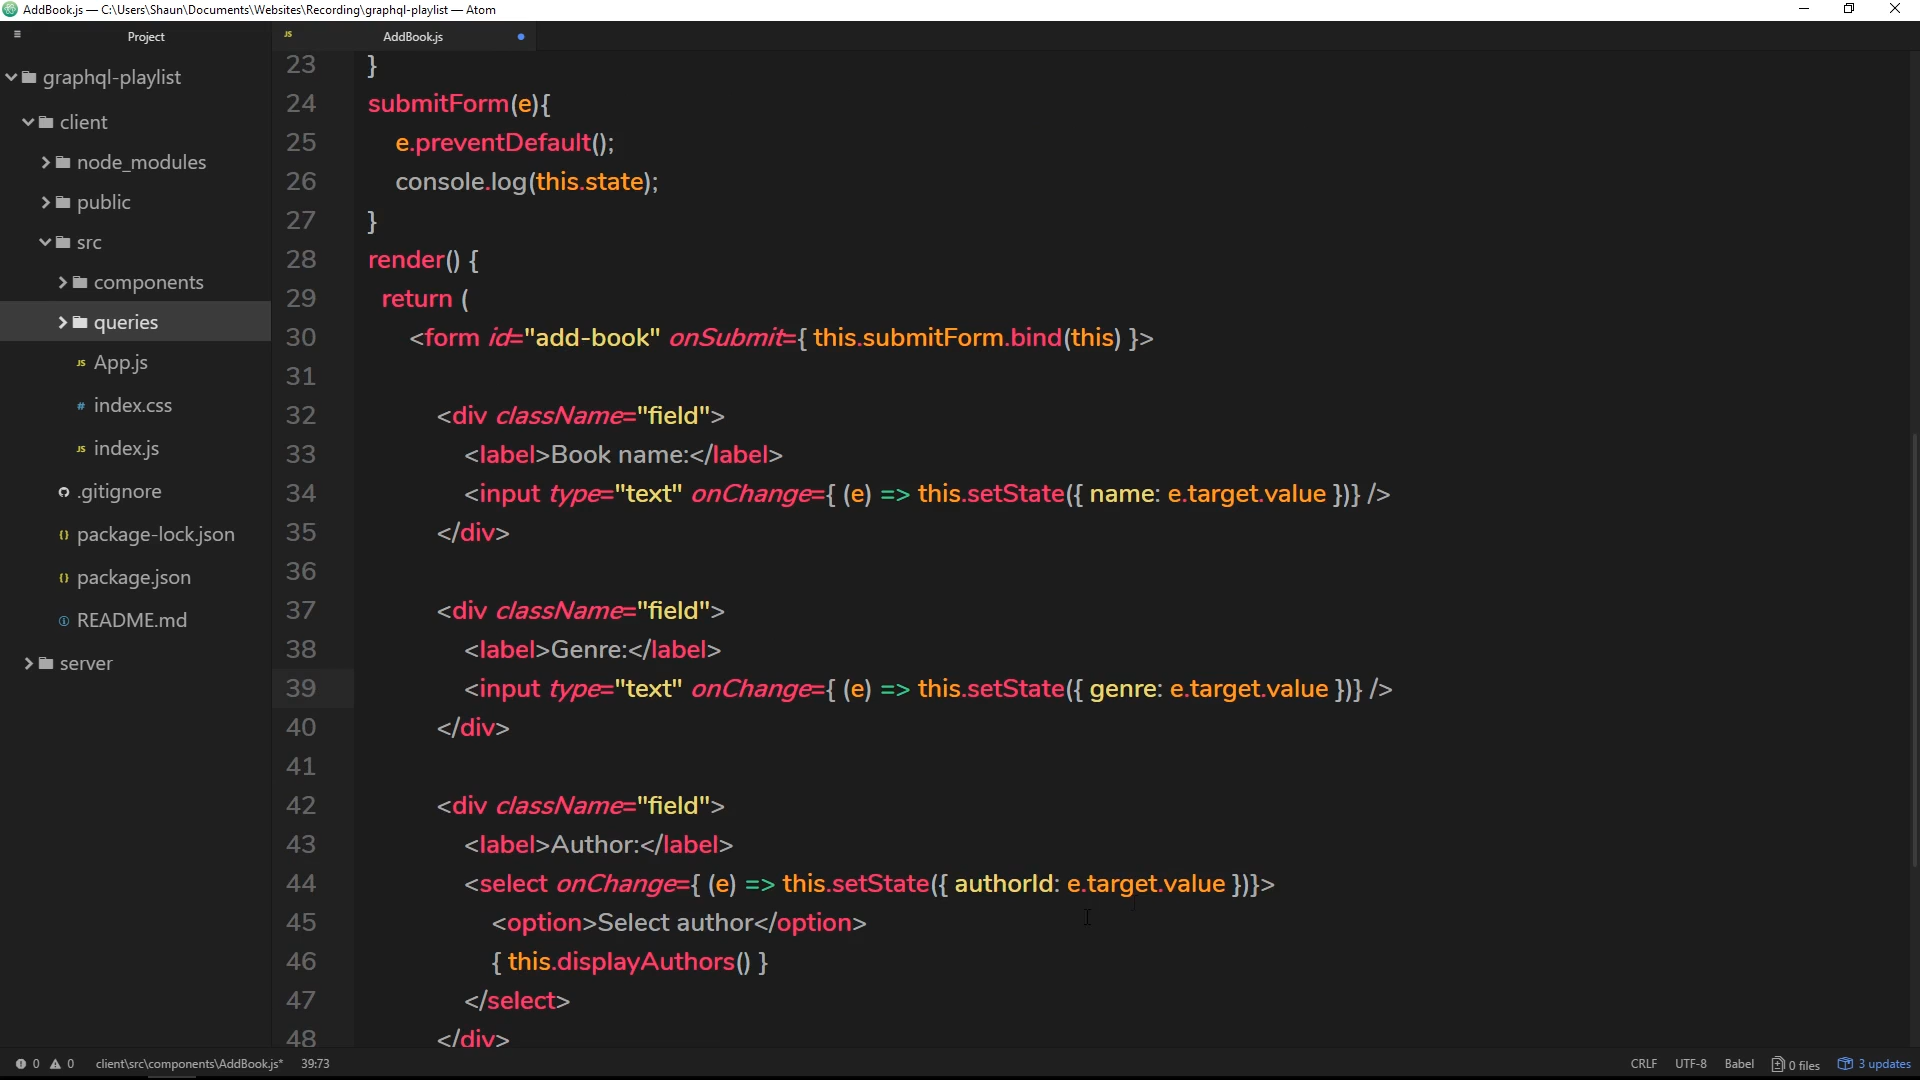 AddBook.js — C:\Users\Shaun\Documents\Websites\Recording\graphql-playlist — Atom
Project
JS AddBook.js
graphql-playlist
client
node_modules
public
src
components
queries
JS App.js
# index.css
JS index.js
.gitignore
{} package-lock.json
{} package.json
README.md
server
23 }
24 submitForm(e){
25 e.preventDefault();
26 console.log(this.state);
27 }
28 render() {
29 return (
30 <form id="add-book" onSubmit={ this.submitForm.bind(this) }>
31
32 <div className="field">
33 <label>Book name:</label>
34 <input type="text" onChange={ (e) => this.setState({ name: e.target.value })} />
35 </div>
36
37 <div className="field">
38 <label>Genre:</label>
39 <input type="text" onChange={ (e) => this.setState({ genre: e.target.value })} />
40 </div>
41
42 <div className="field">
43 <label>Author:</label>
44 <select onChange={ (e) => this.setState({ authorId: e.target.value })}>
45 <option>Select author</option>
46 { this.displayAuthors() }
47 </select>
48 </div>
0 0 client\src\components\AddBook.js* 39:73 CRLF UTF-8 Babel 0 files 3 updates